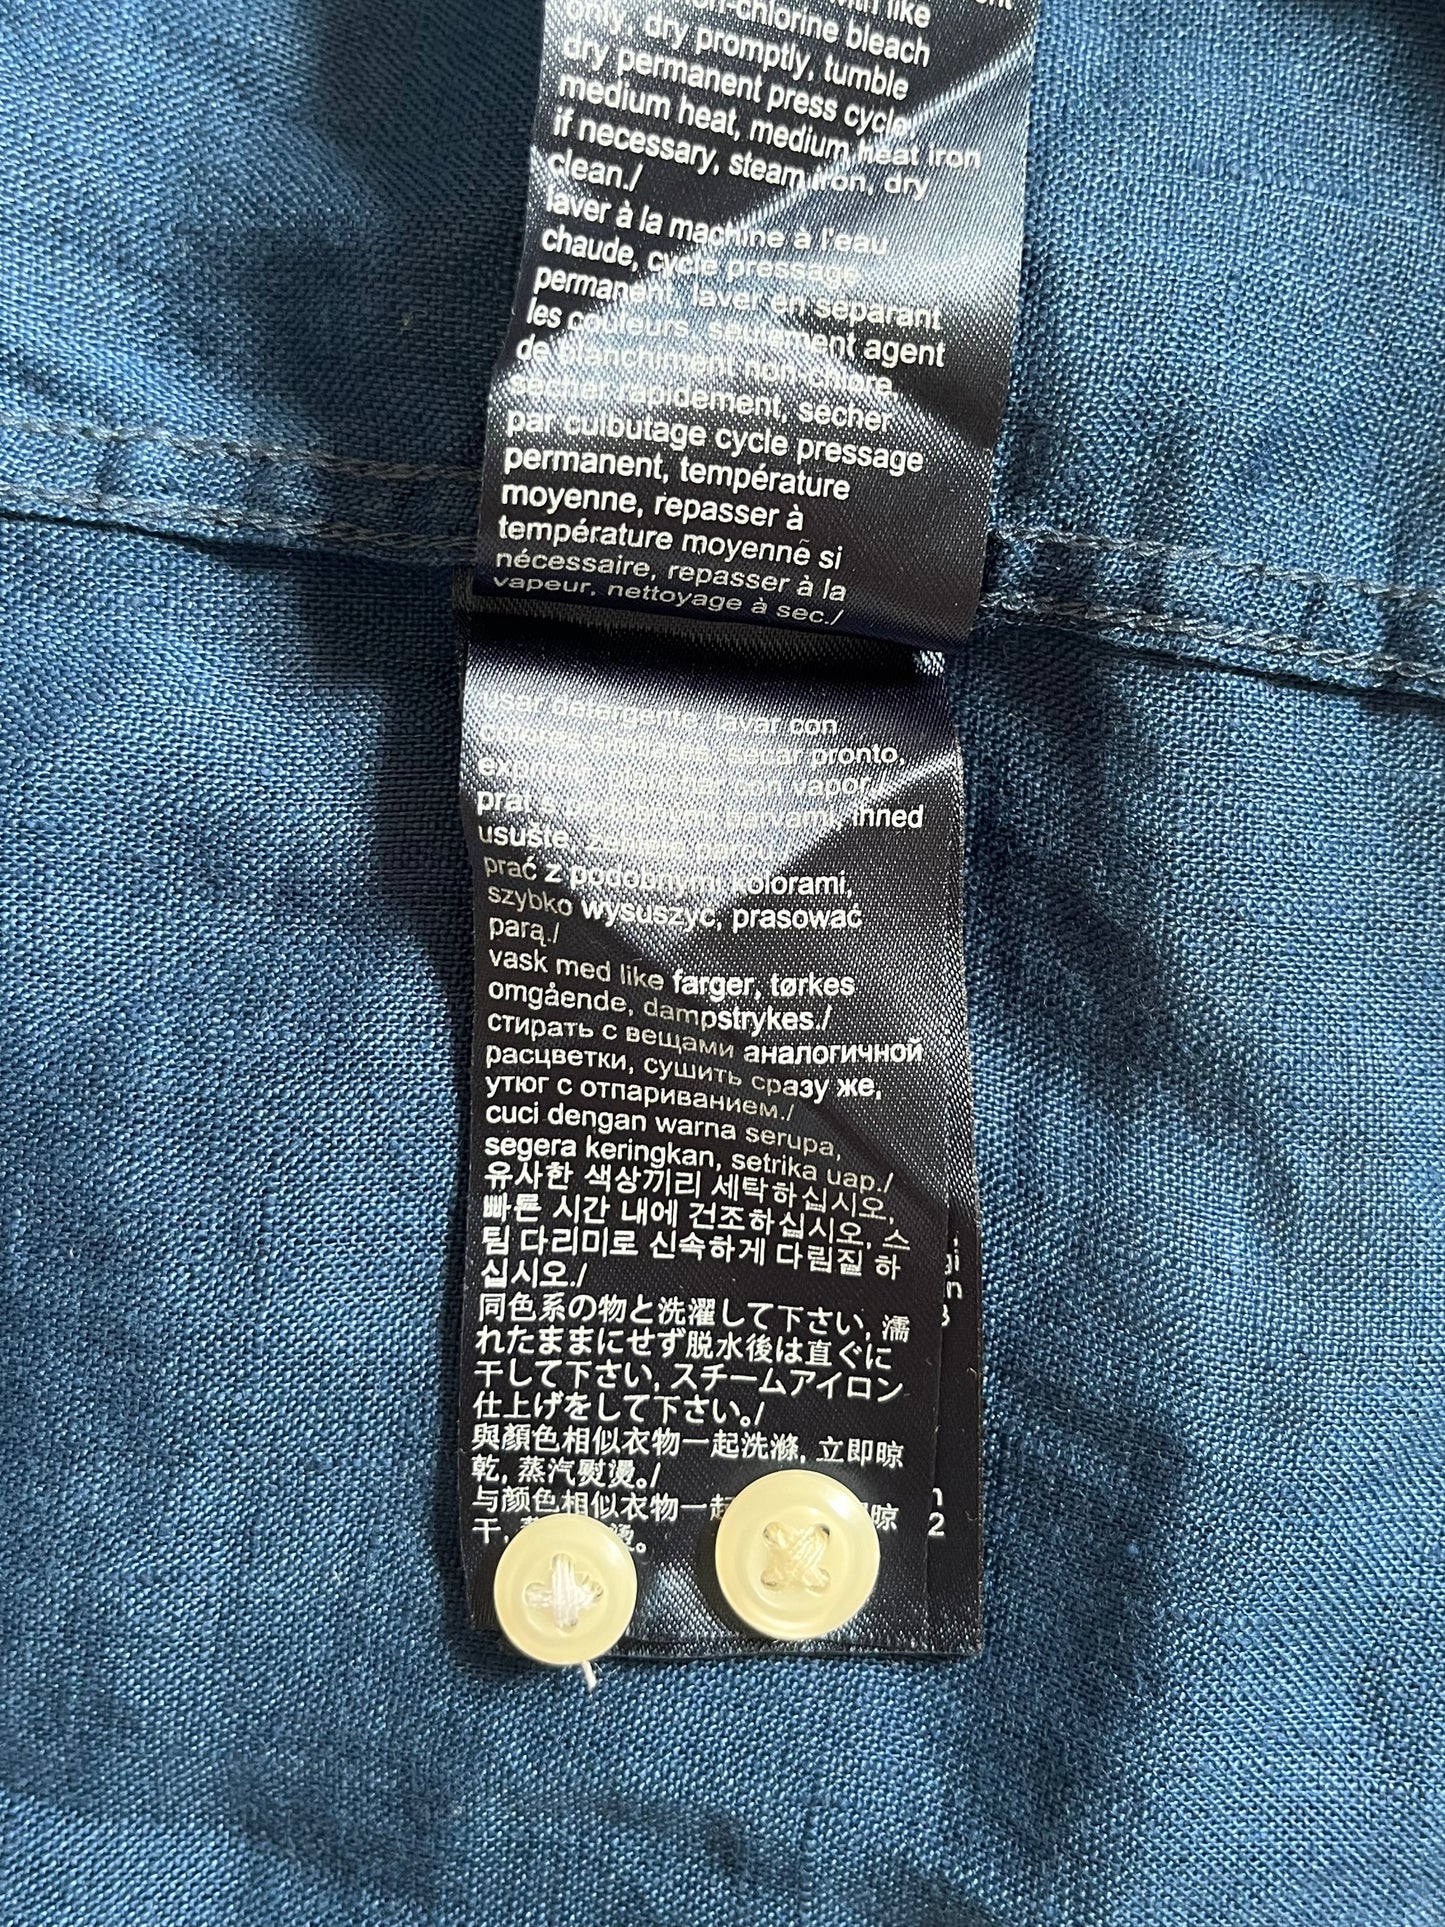 with like
non-chlorine bleach
only, dry promptly, tumble
dry permanent press cycle,
medium heat, medium heat iron
if necessary, steam iron, dry
clean./
laver à la machine à l'eau
chaude, cycle pressage
permanent, laver en séparant
les couleurs, seulement agent
de blanchiment non chlore,
sécher rapidement, sécher
par culbutage cycle pressage
permanent, température
moyenne, repasser à
température moyenne si
nécessaire, repasser à la
vapeur, nettoyage à sec./
usar detergente, lavar con
secar pronto,
planchar con vapor./
prát s podobnými barvami, ihned
usušte,
prać z podobnymi kolorami,
szybko wysuszyć, prasować
parą./
vask med like farger, tørkes
omgående, dampstrykes./
стирать с вещами аналогичной
расцветки, сушить сразу же,
утюг с отпариванием./
cuci dengan warna serupa,
segera keringkan, setrika uap./
유사한 색상끼리 세탁하십시오,
빠른 시간 내에 건조하십시오, 스
팀 다리미로 신속하게 다림질 하
십시오./
同色系の物と洗濯して下さい, 濡
れたままにせず脱水後は直ぐに
干して下さい, スチームアイロン
仕上げをして下さい。/
與顏色相似衣物一起洗滌, 立即晾
乾, 蒸汽熨燙。/
与颜色相似衣物一起 晾
干, 烫。